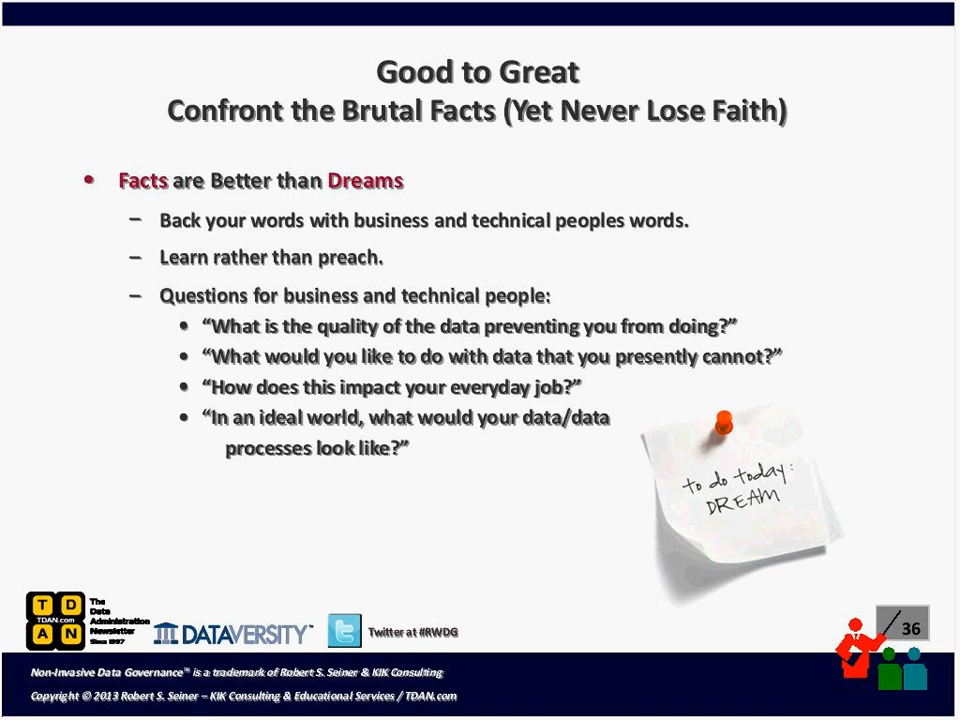 Good to Great
Confront the Brutal Facts (Yet Never Lose Faith)
• Facts are Better than Dreams
– Back your words with business and technical peoples words.
– Learn rather than preach.
– Questions for business and technical people:
• “What is the quality of the data preventing you from doing?”
• “What would you like to do with data that you presently cannot?”
• “How does this impact your everyday job?”
• “In an ideal world, what would your data/data
processes look like?”
to do today:
DREAM
T D
TDAN.com
A N
The
Data
Administration
Newsletter
Since 1997
DATAVERSITY™
Twitter at #RWDG
36
Non-Invasive Data Governance™ is a trademark of Robert S. Seiner & KIK Consulting
Copyright © 2013 Robert S. Seiner – KIK Consulting & Educational Services / TDAN.com